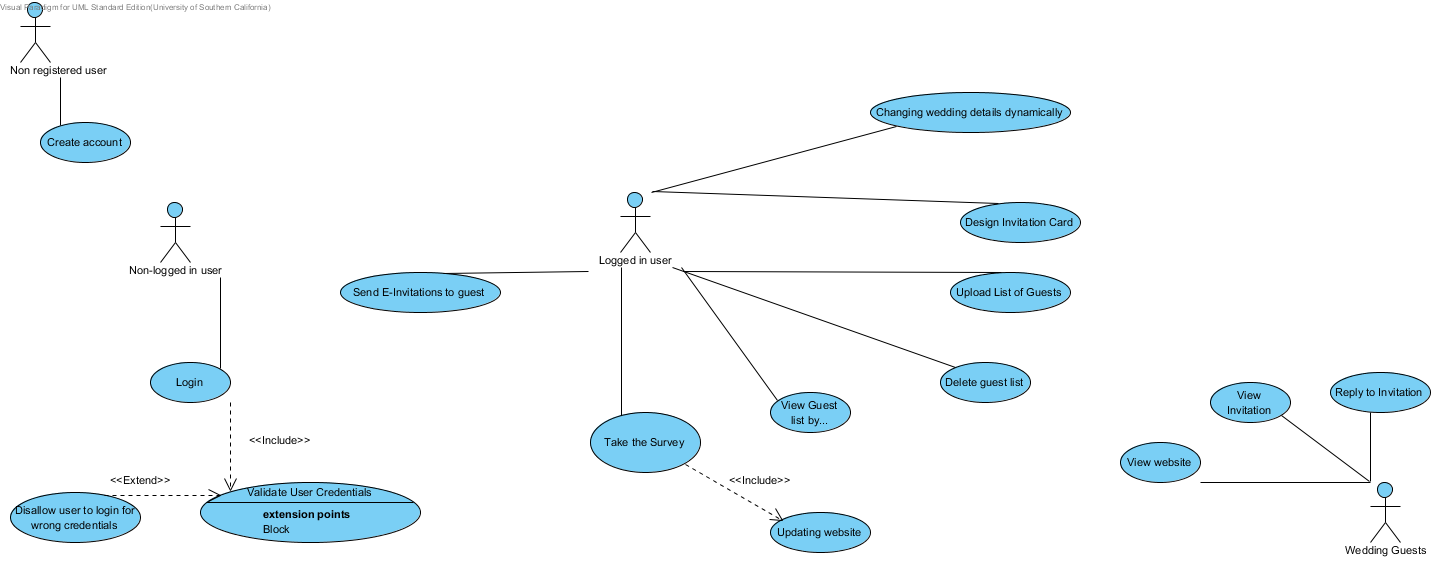 Visual Paradigm for UML Standard Edition(University of Southern California)
Non registered user
Create account
Changing wedding details dynamically
Non-logged in user
Logged in user
Design Invitation Card
Send E-Invitations to guest
Upload List of Guests
Login
Delete guest list
View Guest
list by...
View
Invitation
Reply to Invitation
<<Include>>
Take the Survey
View website
<<Extend>>
<<Include>>
Validate User Credentials
extension points
Block
Disallow user to login for
wrong credentials
Updating website
Wedding Guests